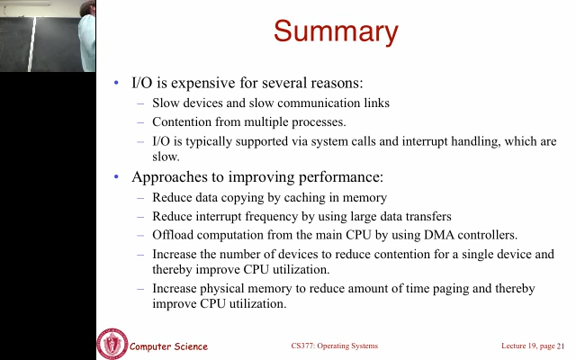 Summary
• I/O is expensive for several reasons:
– Slow devices and slow communication links
– Contention from multiple processes.
– I/O is typically supported via system calls and interrupt handling, which are
slow.
• Approaches to improving performance:
– Reduce data copying by caching in memory
– Reduce interrupt frequency by using large data transfers
– Offload computation from the main CPU by using DMA controllers.
– Increase the number of devices to reduce contention for a single device and
thereby improve CPU utilization.
– Increase physical memory to reduce amount of time paging and thereby
improve CPU utilization.
Computer Science
CS377: Operating Systems
Lecture 19, page 21